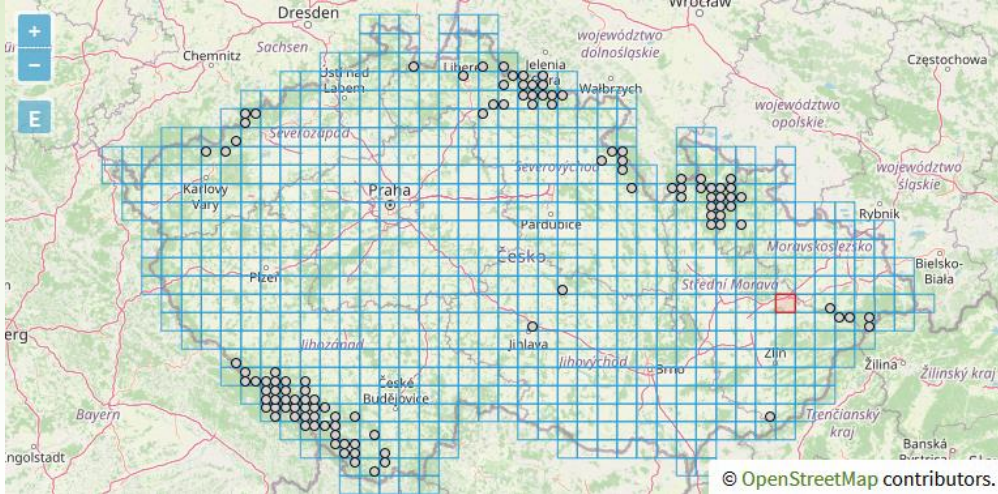 Dresden
Wrocław
+
Chemnitz
Sachsen
województwo
dolnośląskie
−
Częstochowa
Ústí nad
Labem
Jelenia
Wałbrzych
E
województwo
opolskie
Severozápad
Severovýchod
województwo
śląskie
Karlovy
Vary
Praha
Rybnik
Pardubice
Moravskoslezsko
Česko
Bielsko-
Biała
Plzeň
Střední Morava
erg
Jihozápad
Jihlava
Jihovýchod
Brno
Zlín
Žilina
Žilinský kraj
České
Budějovice
Bayern
Trenčianský
kraj
Banská
ngolstadt
© OpenStreetMap contributors.